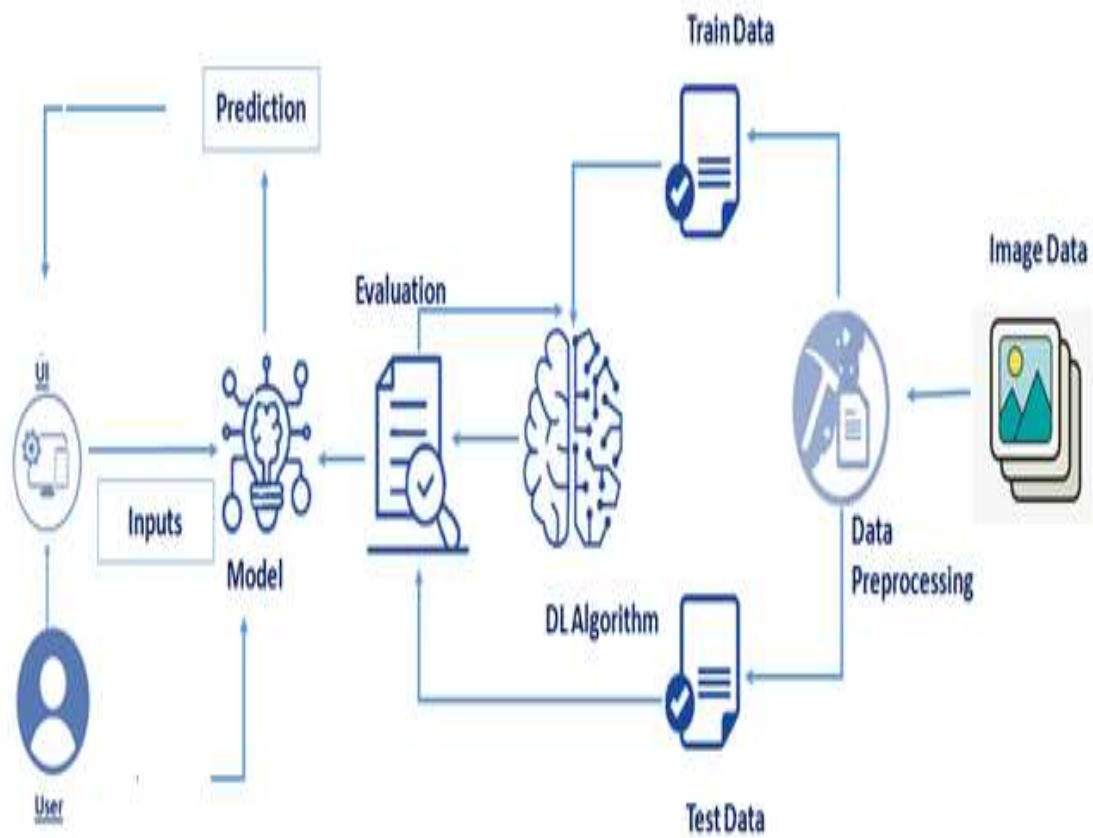 Train Data
Prediction
Image Data
Evaluation
UI
Inputs
Data
Preprocessing
Model
DL Algorithm
User
Test Data